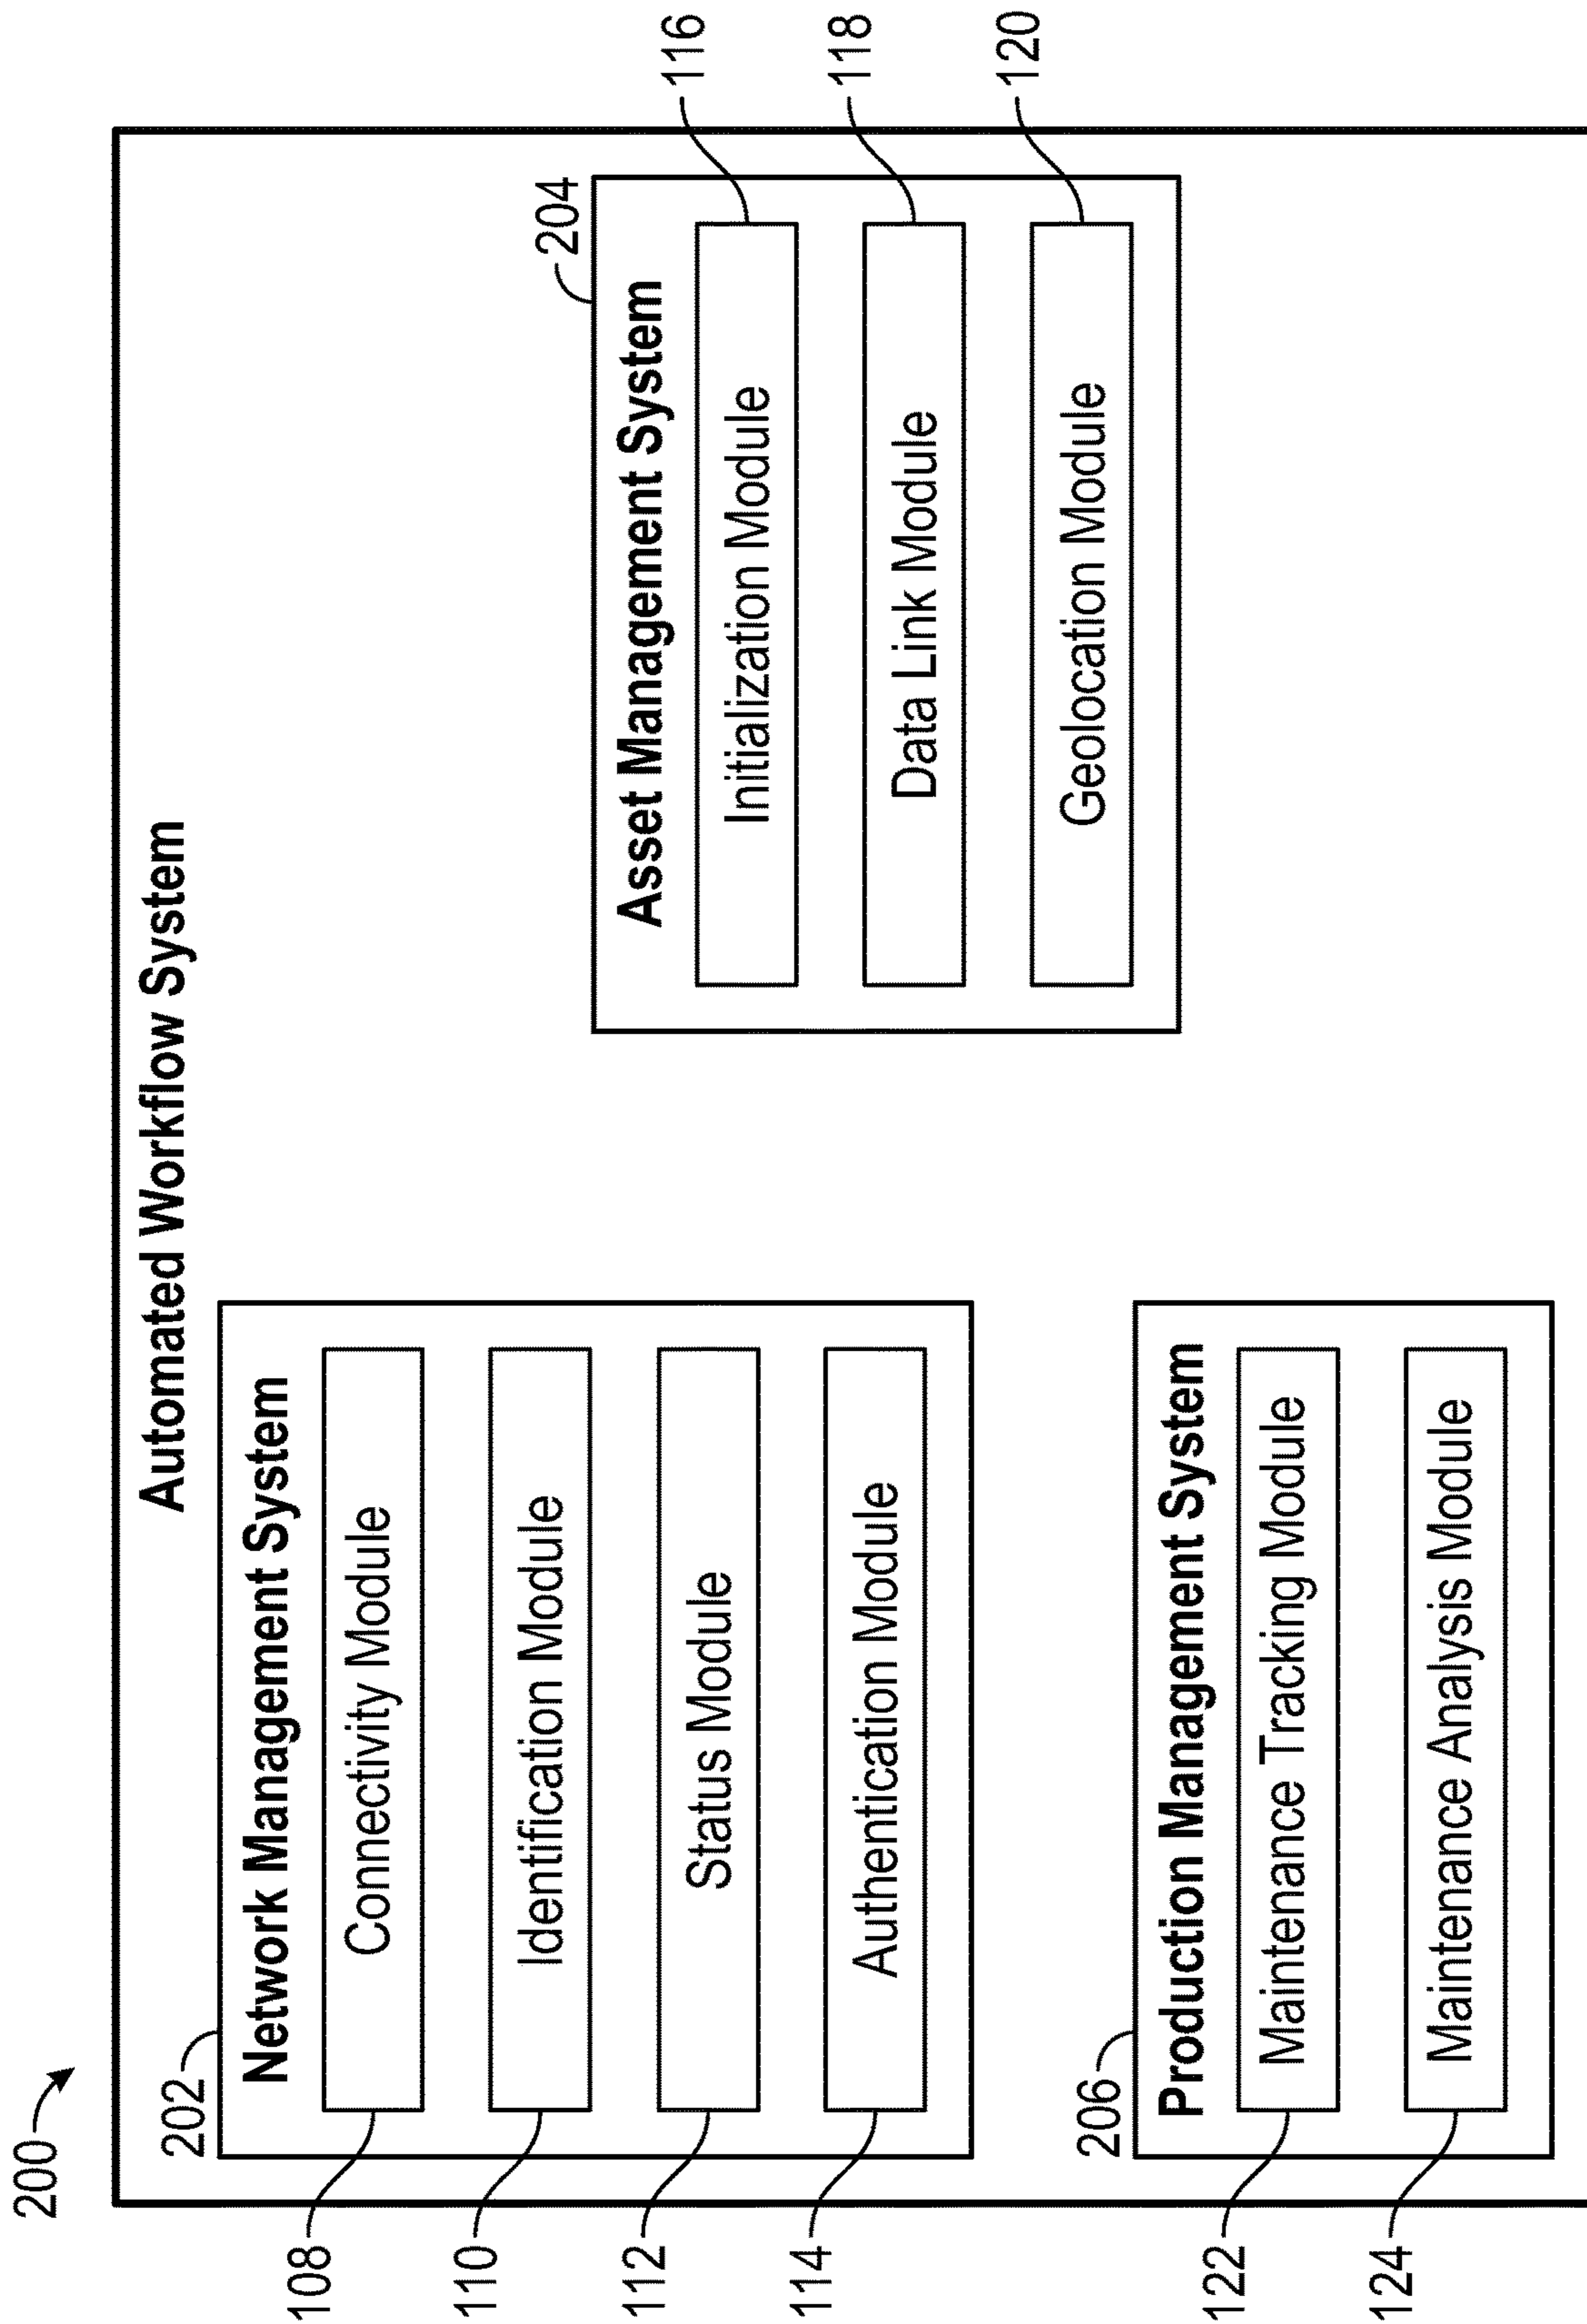 200
Automated Workflow System
202
Network Management System
108
Connectivity Module
110
Identification Module
112
Status Module
114
Authentication Module
204
Asset Management System
Initialization Module
116
Data Link Module
118
Geolocation Module
120
206
Production Management System
122
Maintenance Tracking Module
124
Maintenance Analysis Module